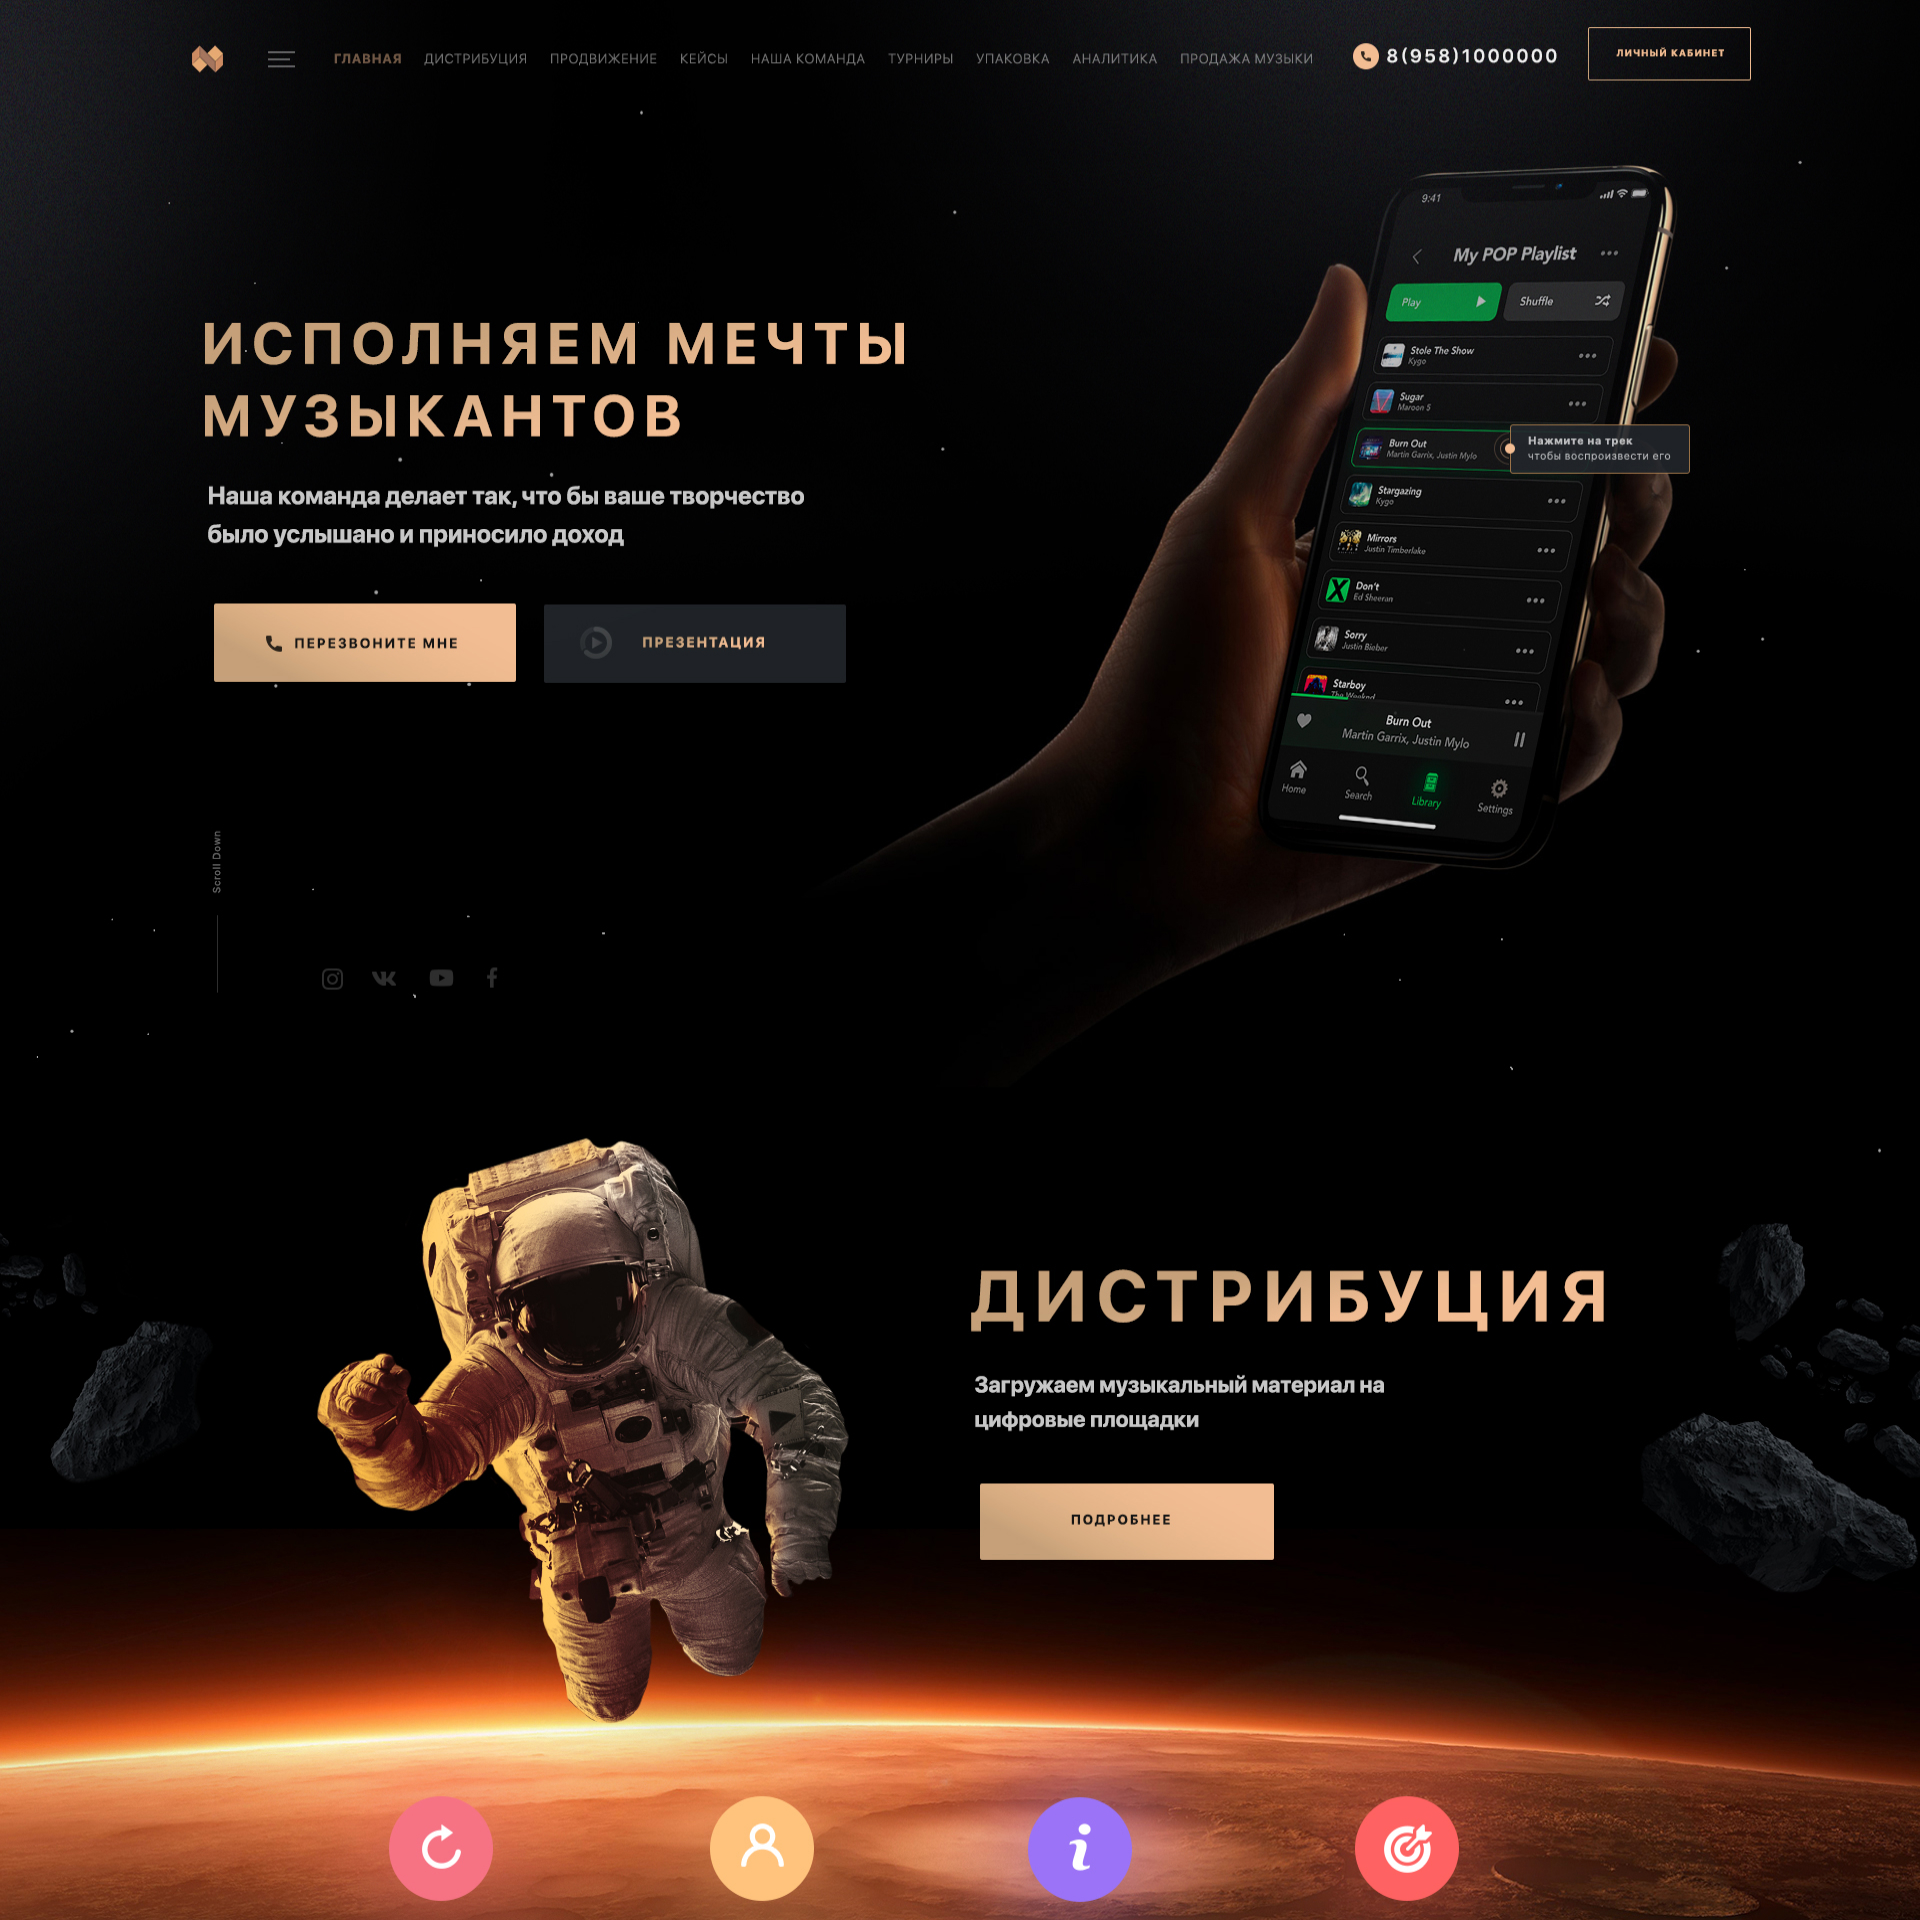 ГЛАВНАЯ ДИСТРИБУЦИЯ ПРОДВИЖЕНИЕ КЕЙСЫ НАША КОМАНДА ТУРНИРЫ УПАКОВКА АНАЛИТИКА ПРОДАЖА МУЗЫКИ
8(958)1000000
ЛИЧНЫЙ КАБИНЕТ
ИСПОЛНЯЕМ МЕЧТЫ
МУЗЫКАНТОВ
Наша команда делает так, что бы ваше творчество
было услышано и приносило доход
ПЕРЕЗВОНИТЕ МНЕ
ПРЕЗЕНТАЦИЯ
9:41
My POP Playlist
Play
Shuffle
Stole The Show
Kygo
Sugar
Maroon 5
Burn Out
Martin Garrix, Justin Mylo
Нажмите на трек
чтобы воспроизвести его
Stargazing
Kygo
Mirrors
Justin Timberlake
Don't
Ed Sheeran
Sorry
Justin Bieber
Starboy
The Weeknd
Burn Out
Martin Garrix, Justin Mylo
Home
Search
Library
Settings
Scroll Down
ДИСТРИБУЦИЯ
Загружаем музыкальный материал на
цифровые площадки
ПОДРОБНЕЕ